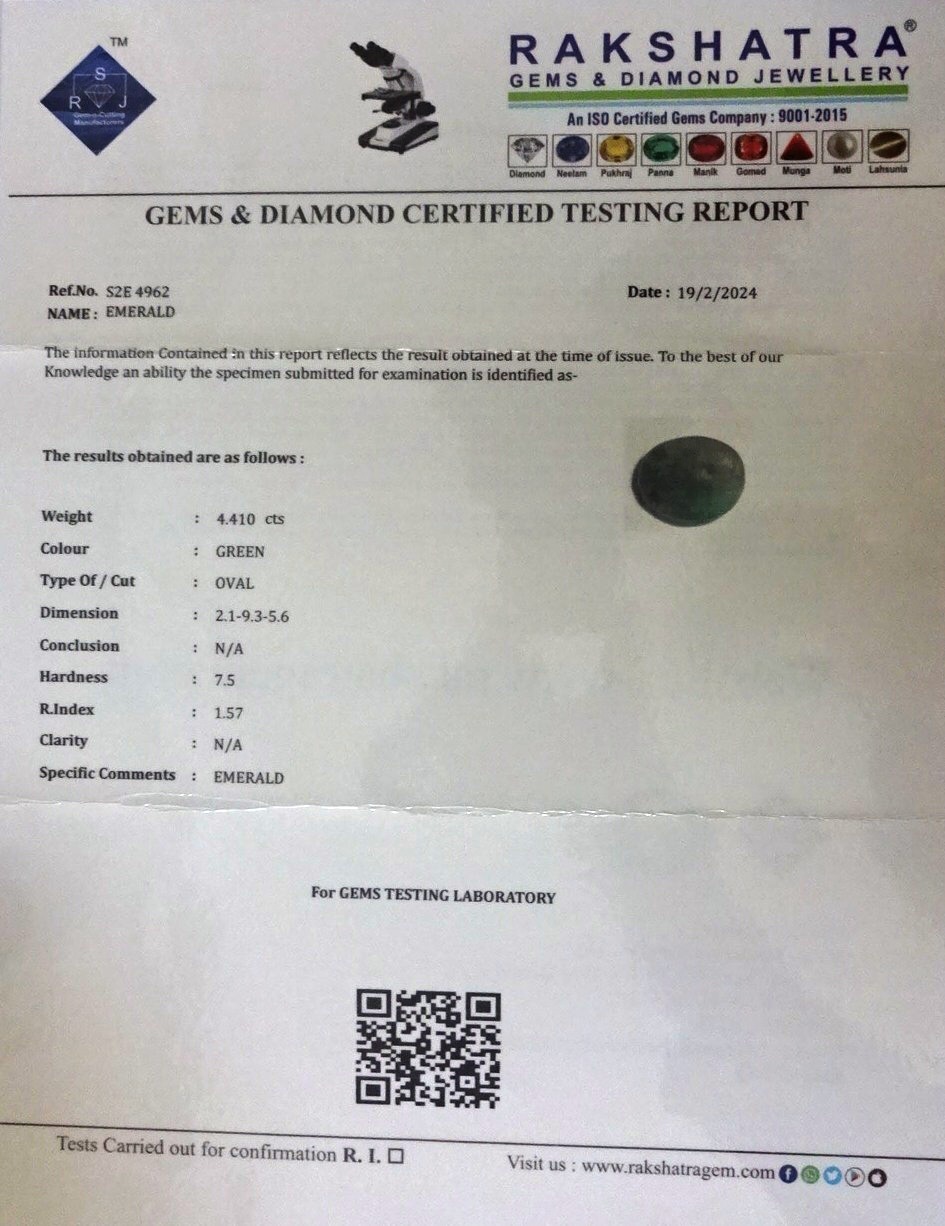 TM
S
R J
Gem-n-Cutting
Manufacturers
RAKSHATRA®
GEMS & DIAMOND JEWELLERY
An ISO Certified Gems Company : 9001-2015
Diamond Neelam Pukhraj Panna Manik Gomed Munga Moti Lahsunia
GEMS & DIAMOND CERTIFIED TESTING REPORT
Ref.No. S2E 4962
Date : 19/2/2024
NAME : EMERALD
The information Contained in this report reflects the result obtained at the time of issue. To the best of our
Knowledge an ability the specimen submitted for examination is identified as-
The results obtained are as follows :
Weight : 4.410 cts
Colour : GREEN
Type Of / Cut : OVAL
Dimension : 2.1-9.3-5.6
Conclusion : N/A
Hardness : 7.5
R.Index : 1.57
Clarity : N/A
Specific Comments : EMERALD
For GEMS TESTING LABORATORY
Tests Carried out for confirmation R. I. ☐
Visit us : www.rakshatragem.com